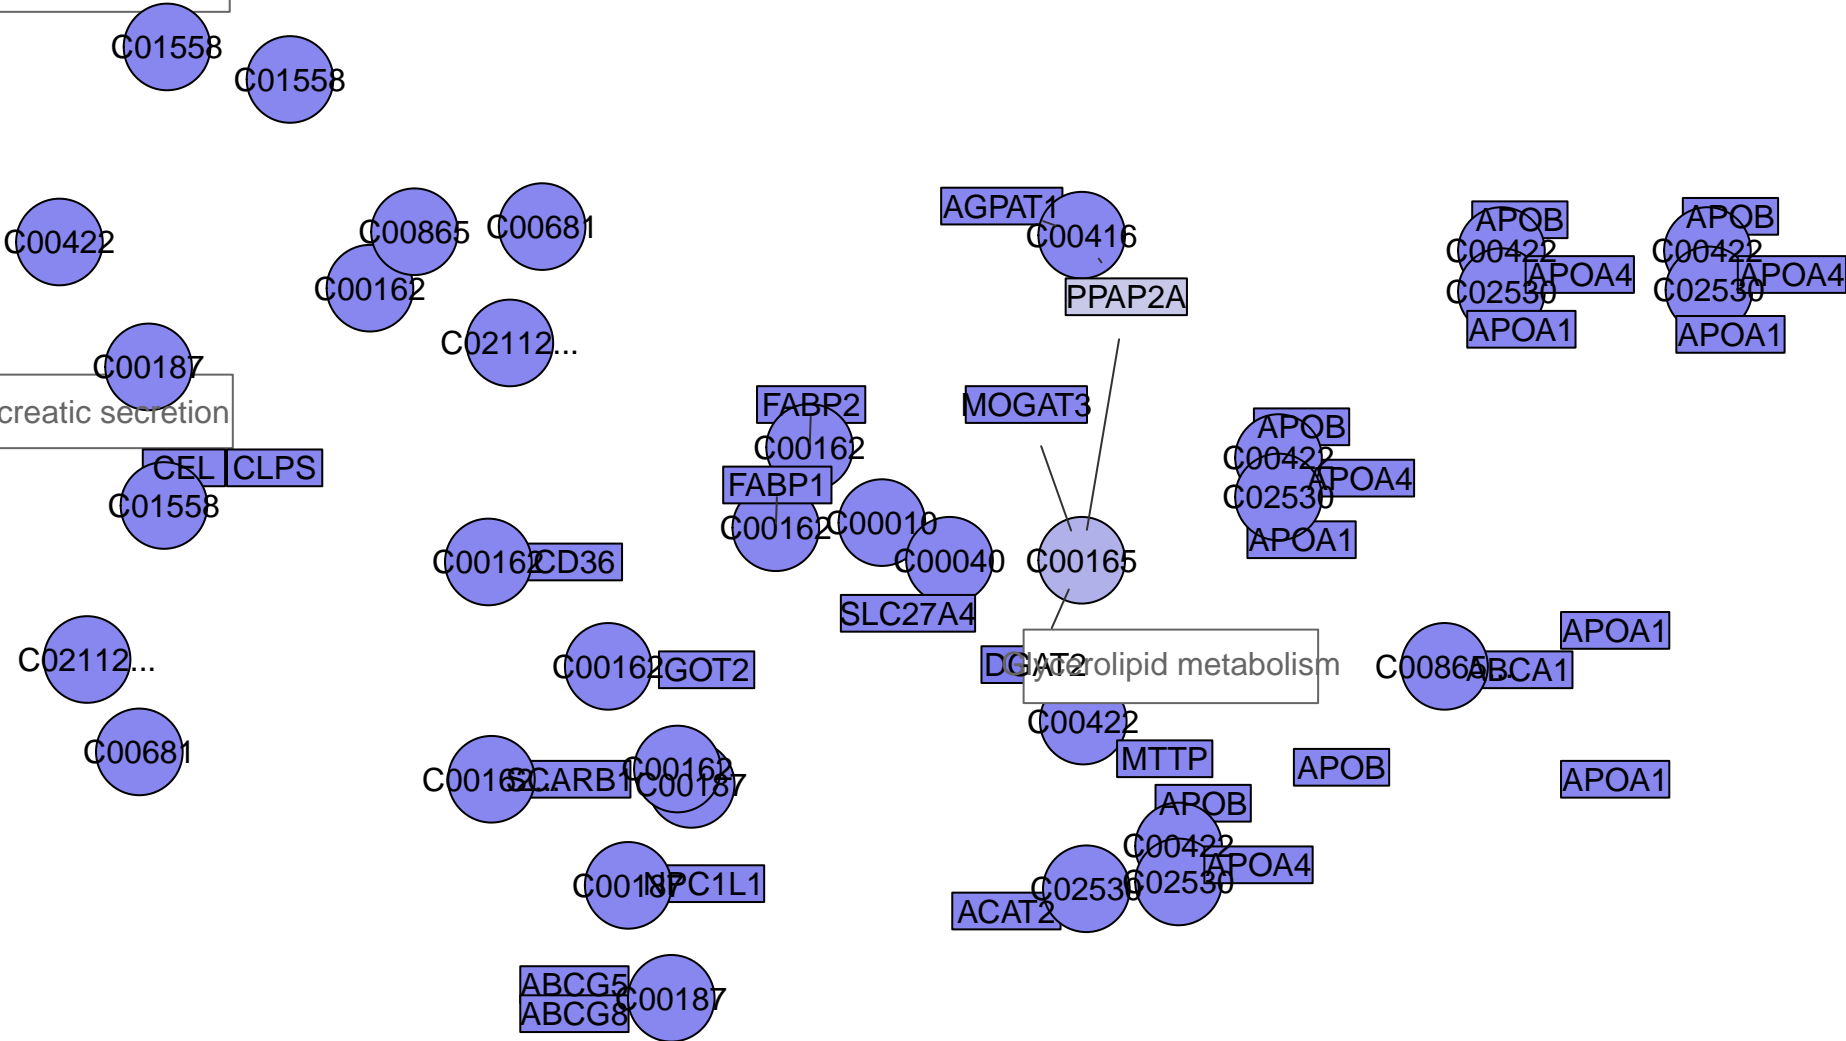 C01558
C01558
C00422
C00865
C00681
C00162
C02112...
AGPAT1
C00416
PPAP2A
APOB
C00422
APOA4
C02530
APOA1
APOB
C00422
APOA4
C02530
APOA1
C00187
creatic secretion
CEL
CLPS
C01558
FABP2
C00162
FABP1
C00162
C00010
C00040
SLC27A4
MOGAT3
C00165
APOB
C00422
APOA4
C02530
APOA1
C00162
CD36
C02112...
C00681
C00162
GOT2
DGAT2
Glycerolipid metabolism
C00422
MTTP
C00865...
ABCA1
APOA1
APOB
APOA1
C00162...
SCARB1
C00162
C00187
APOB
C00422
APOA4
C02530
C02530
ACAT2
C00187
NPC1L1
ABCG5
ABCG8
C00187